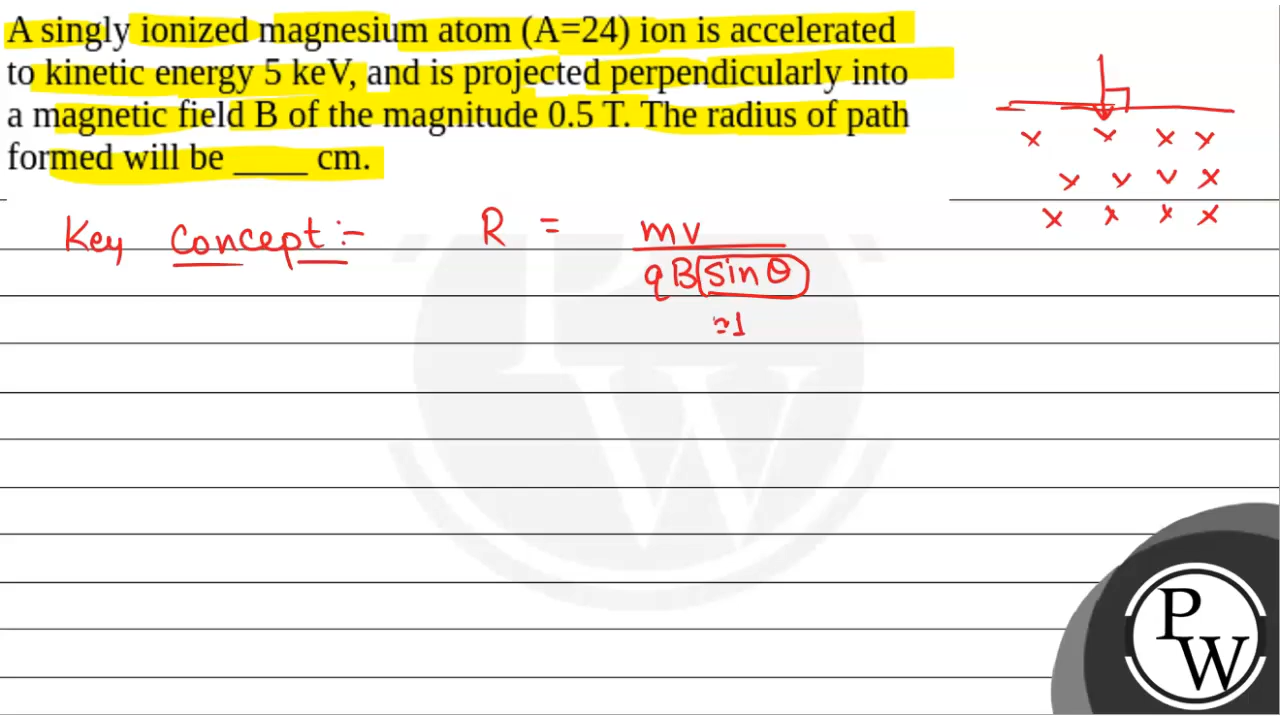 A singly ionized magnesium atom (A=24) ion is accelerated
to kinetic energy 5 keV, and is projected perpendicularly into
a magnetic field B of the magnitude 0.5 T. The radius of path
formed will be ____ cm.
Key Concept :- R = mv
qB sin θ
=1
PW